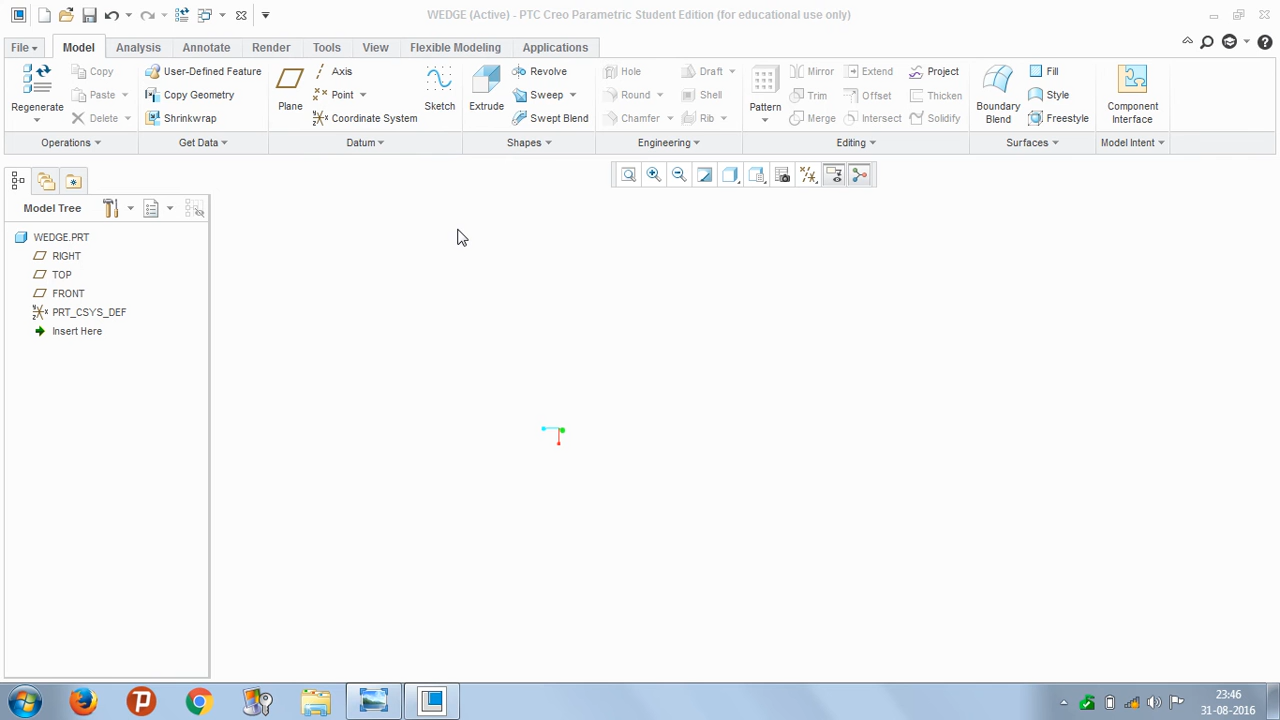 WEDGE (Active) - PTC Creo Parametric Student Edition (for educational use only)
File Model Analysis Annotate Render Tools View Flexible Modeling Applications
Regenerate
Copy
Paste
Delete
Operations
User-Defined Feature
Copy Geometry
Shrinkwrap
Get Data
Plane
Axis
Point
Coordinate System
Sketch
Datum
Extrude
Revolve
Sweep
Swept Blend
Shapes
Hole
Round
Chamfer
Draft
Shell
Rib
Engineering
Pattern
Mirror
Trim
Merge
Extend
Offset
Intersect
Project
Thicken
Solidify
Editing
Boundary
Blend
Fill
Style
Freestyle
Surfaces
Component
Interface
Model Intent
Model Tree
WEDGE.PRT
RIGHT
TOP
FRONT
PRT_CSYS_DEF
Insert Here
23:46
31-08-2016